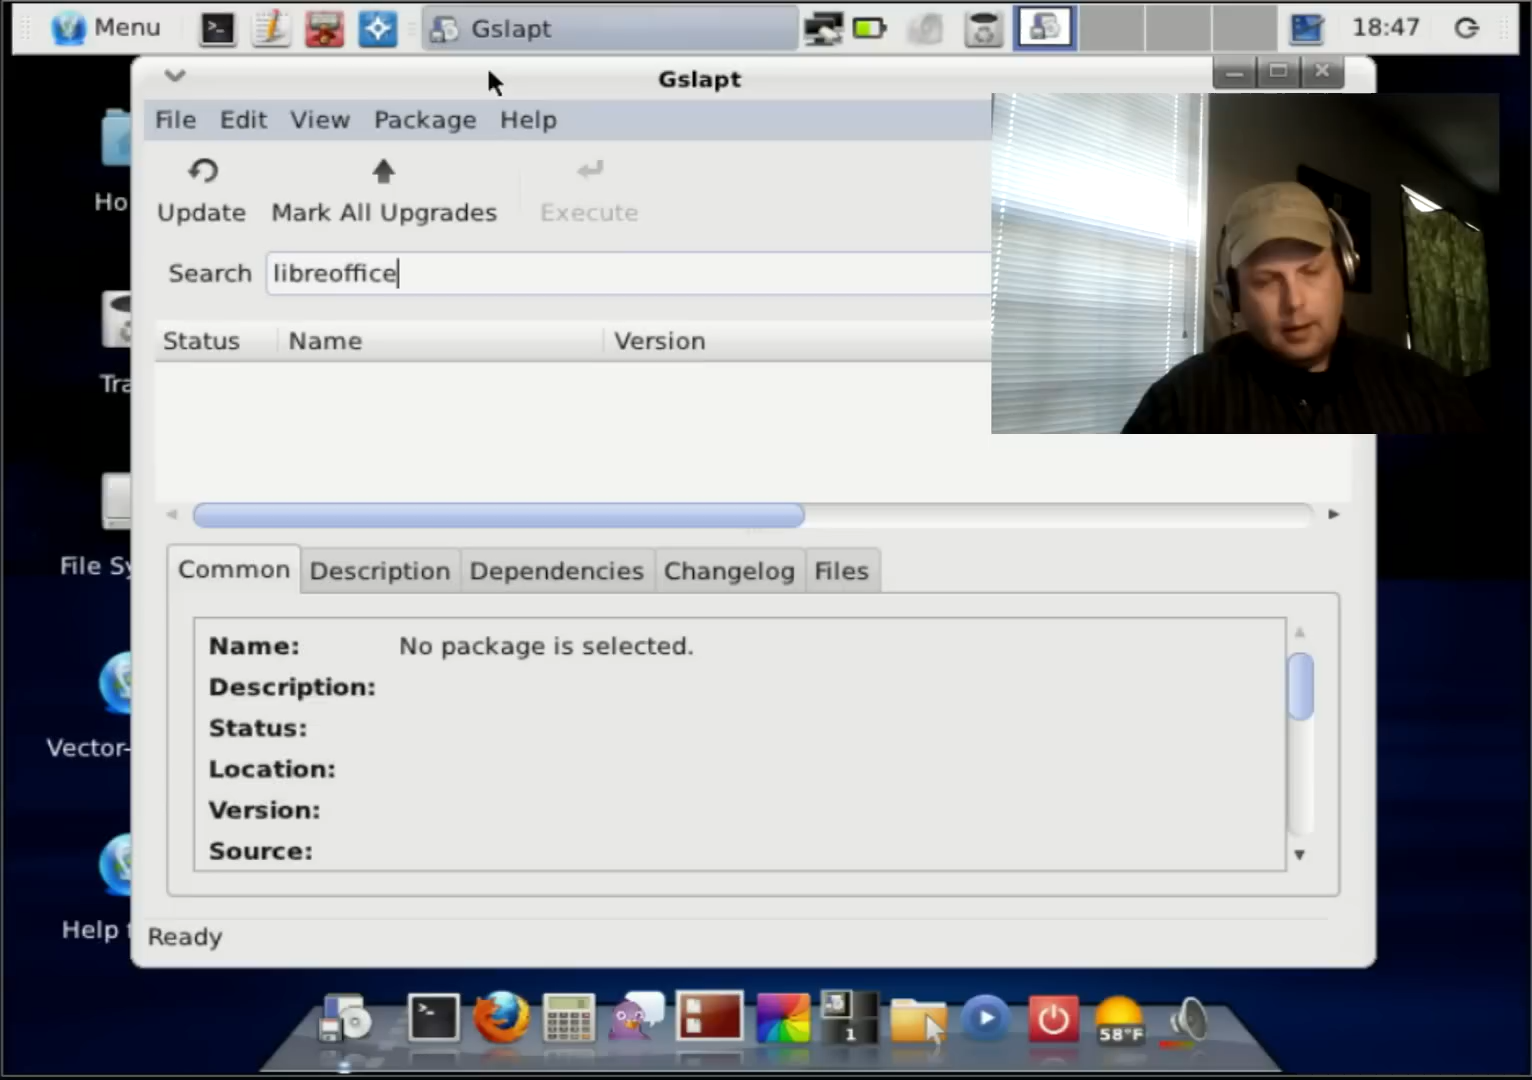 Menu
Gslapt
18:47
Gslapt
File Edit View Package Help
Update Mark All Upgrades Execute
Search libreoffice
Status Name Version
Common Description Dependencies Changelog Files
Name: No package is selected.
Description:
Status:
Location:
Version:
Source:
Ready
Ho
Tra
File Sy
Vector-
Help
1
58°F